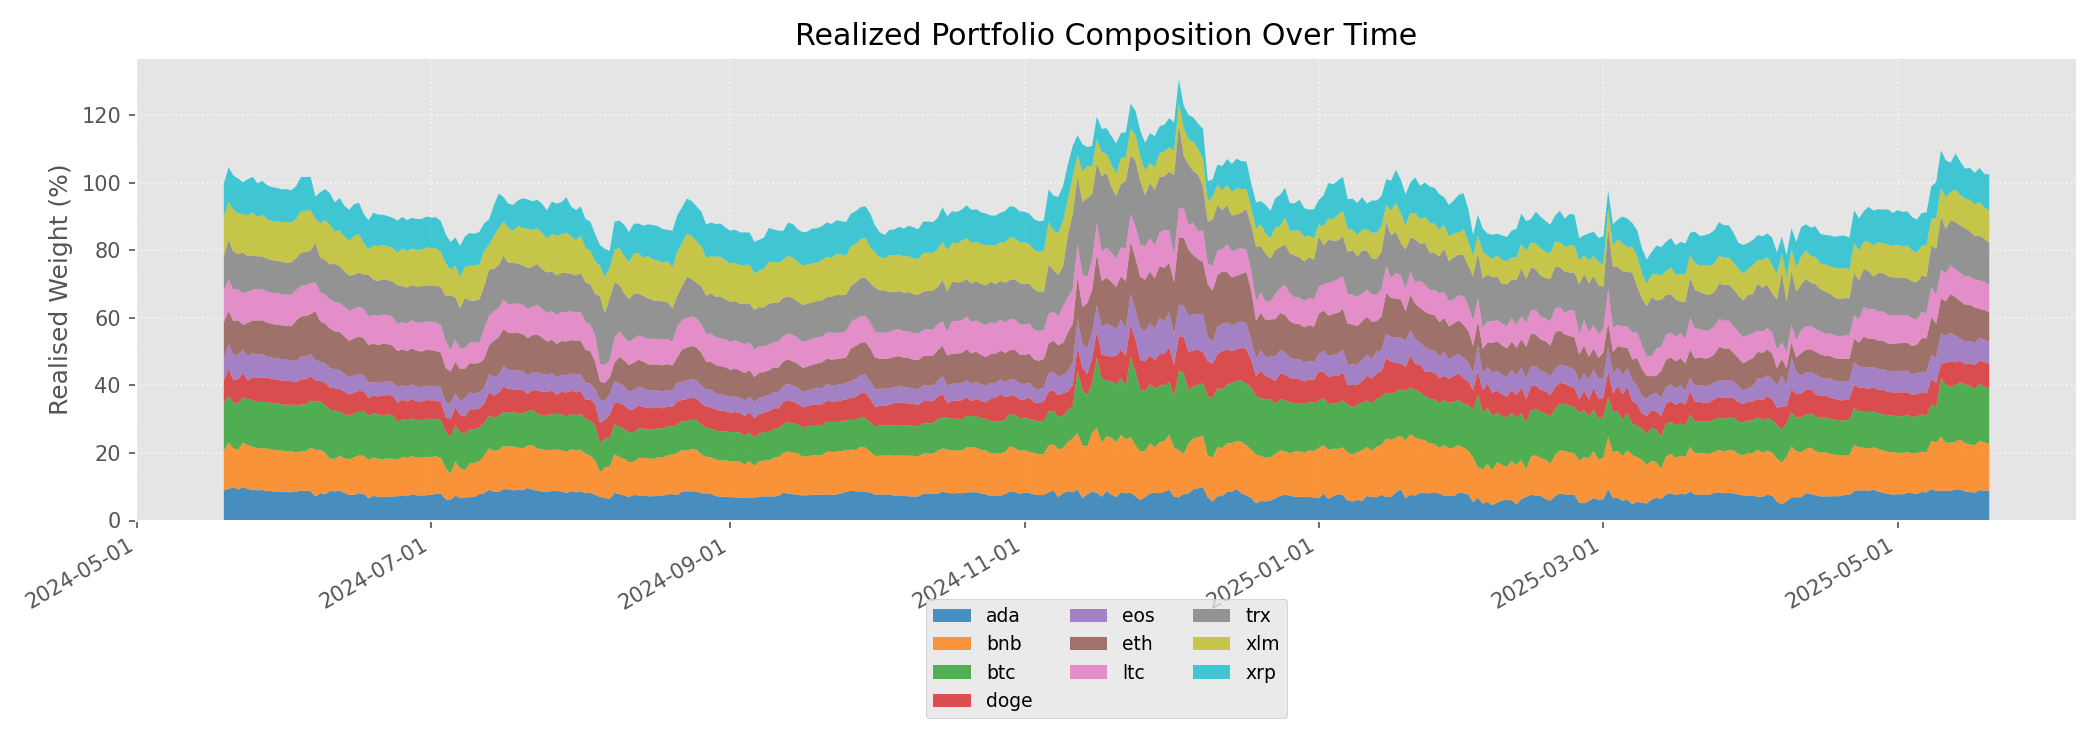 Realized Portfolio Composition Over Time
Realised Weight (%)
120
100
80
60
40
20
0
2024-05-01
2024-07-01
2024-09-01
2024-11-01
2025-01-01
2025-03-01
2025-05-01
ada
bnb
btc
doge
eos
eth
ltc
trx
xlm
xrp